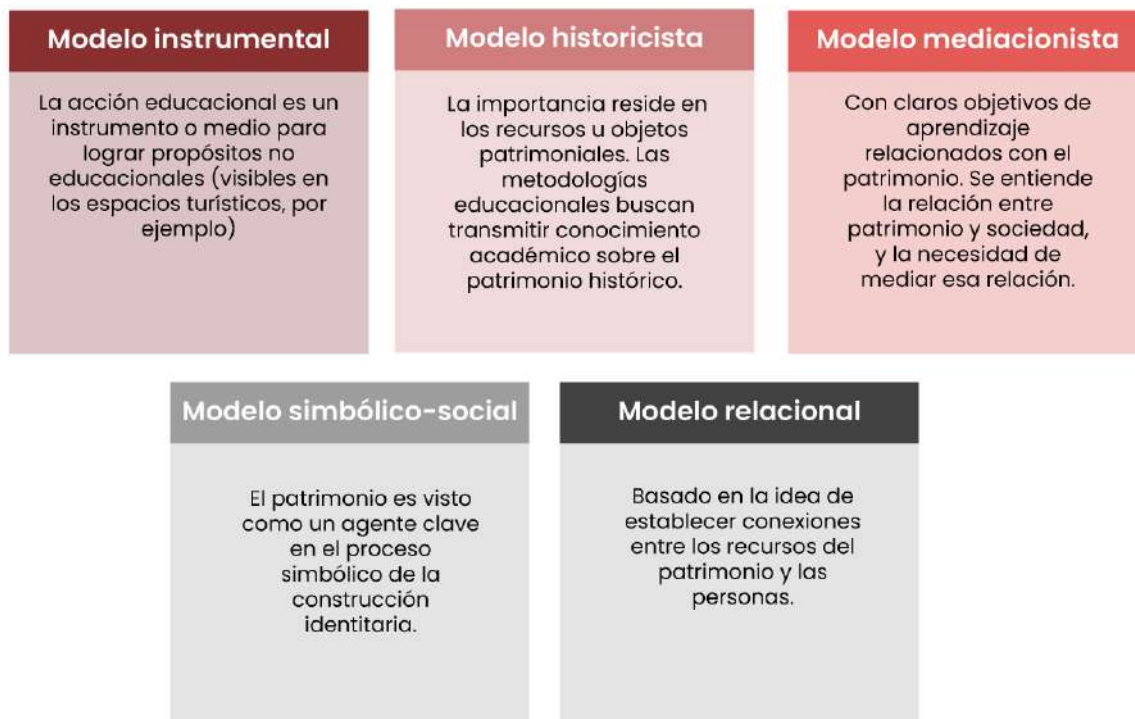 Modelo instrumental
La acción educacional es un
instrumento o medio para
lograr propósitos no
educacionales (visibles en
los espacios turísticos, por
ejemplo)
Modelo historicista
La importancia reside en
los recursos u objetos
patrimoniales. Las
metodologías
educacionales buscan
transmitir conocimiento
académico sobre el
patrimonio histórico.
Modelo mediacionista
Con claros objetivos de
aprendizaje
relacionados con el
patrimonio. Se entiende
la relación entre
patrimonio y sociedad,
y la necesidad de
mediar esa relación.
Modelo simbólico-social
El patrimonio es visto
como un agente clave
en el proceso
simbólico de la
construcción
identitaria.
Modelo relacional
Basado en la idea de
establecer conexiones
entre los recursos del
patrimonio y las
personas.